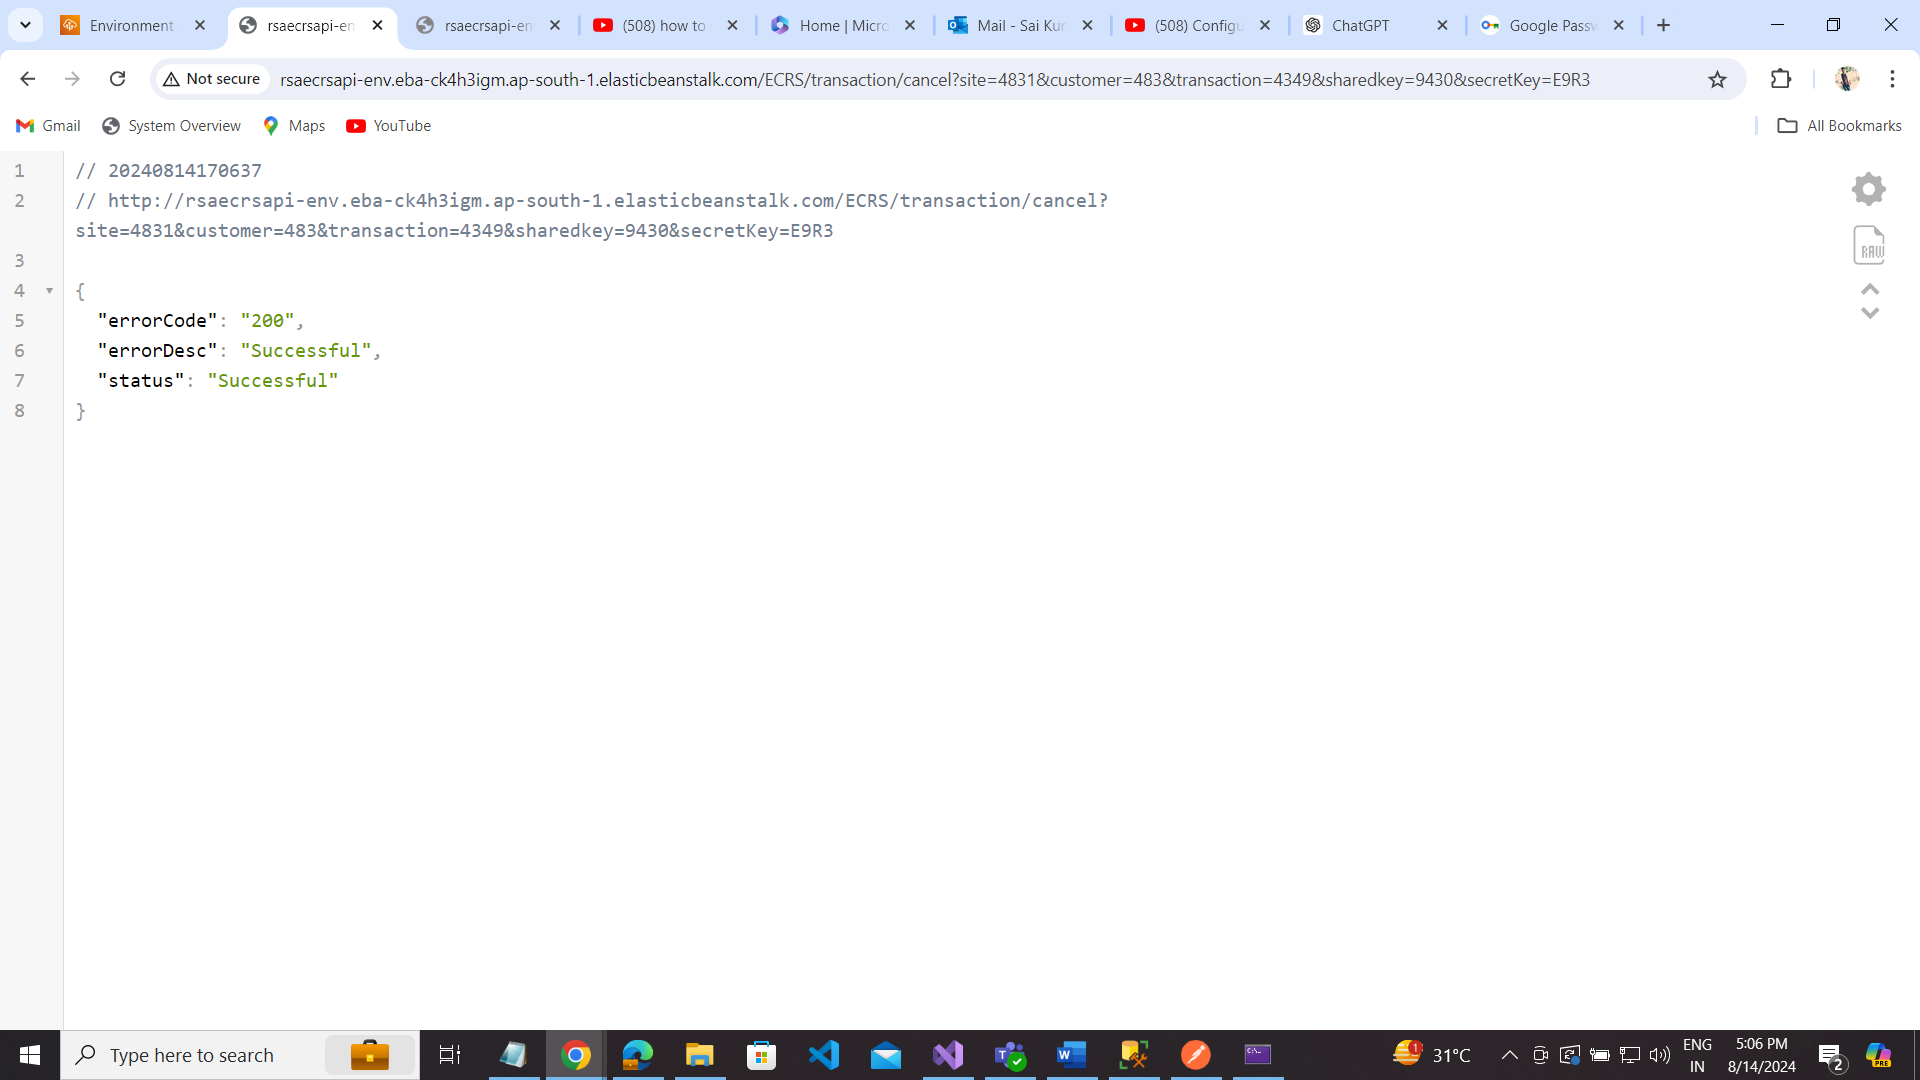 Environment
rsaecrsapi-en
rsaecrsapi-en
(508) how to
Home | Micro
Mail - Sai Kun
(508) Configu
ChatGPT
Google Passw
Not secure
rsaecrsapi-env.eba-ck4h3igm.ap-south-1.elasticbeanstalk.com/ECRS/transaction/cancel?site=4831&customer=483&transaction=4349&sharedkey=9430&secretKey=E9R3
Gmail
System Overview
Maps
YouTube
All Bookmarks
1 // 20240814170637
2 // http://rsaecrsapi-env.eba-ck4h3igm.ap-south-1.elasticbeanstalk.com/ECRS/transaction/cancel?
site=4831&customer=483&transaction=4349&sharedkey=9430&secretKey=E9R3
3
4 {
5 "errorCode": "200",
6 "errorDesc": "Successful",
7 "status": "Successful"
8 }
RAW
Type here to search
1
31°C
ENG
IN
5:06 PM
8/14/2024
2
PRE